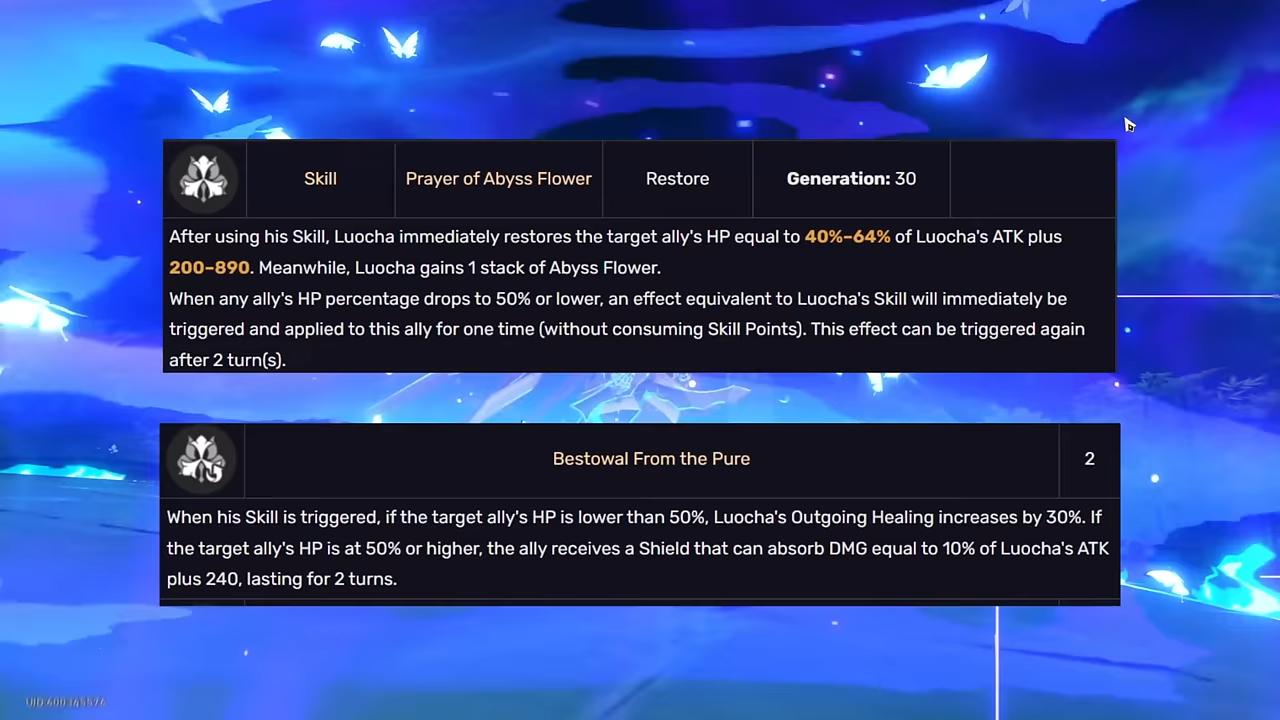 Skill Prayer of Abyss Flower Restore Generation: 30
After using his Skill, Luocha immediately restores the target ally's HP equal to 40%–64% of Luocha's ATK plus
200–890. Meanwhile, Luocha gains 1 stack of Abyss Flower.
When any ally's HP percentage drops to 50% or lower, an effect equivalent to Luocha's Skill will immediately be
triggered and applied to this ally for one time (without consuming Skill Points). This effect can be triggered again
after 2 turn(s).
Bestowal From the Pure 2
When his Skill is triggered, if the target ally's HP is lower than 50%, Luocha's Outgoing Healing increases by 30%. If
the target ally's HP is at 50% or higher, the ally receives a Shield that can absorb DMG equal to 10% of Luocha's ATK
plus 240, lasting for 2 turns.